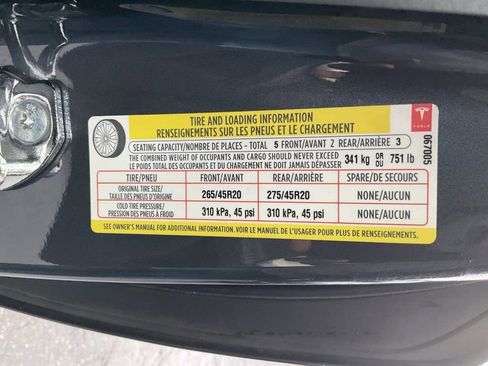 TIRE AND LOADING INFORMATION
RENSEIGNEMENTS SUR LES PNEUS ET LE CHARGEMENT
TESLA
SEATING CAPACITY/NOMBRE DE PLACES - TOTAL 5 FRONT/AVANT 2 REAR/ARRIÈRE 3
THE COMBINED WEIGHT OF OCCUPANTS AND CARGO SHOULD NEVER EXCEED 341 kg OR 751 lb
LE POIDS TOTAL DES OCCUPANTS ET DU CHARGEMENT NE DOIT JAMAIS DÉPASSER OU
TIRE/PNEU FRONT/AVANT REAR/ARRIÈRE SPARE/DE SECOURS
ORIGINAL TIRE SIZE/ 265/45R20 275/45R20 NONE/AUCUN
TAILLE DES PNEUS D'ORIGINE
COLD TIRE PRESSURE/ 310 kPa, 45 psi 310 kPa, 45 psi NONE/AUCUN
PRESSION DES PNEUS À FROID
SEE OWNER'S MANUAL FOR ADDITIONAL INFORMATION. VOIR LE MANUEL DE L'USAGER POUR PLUS DE RENSEIGNEMENTS.